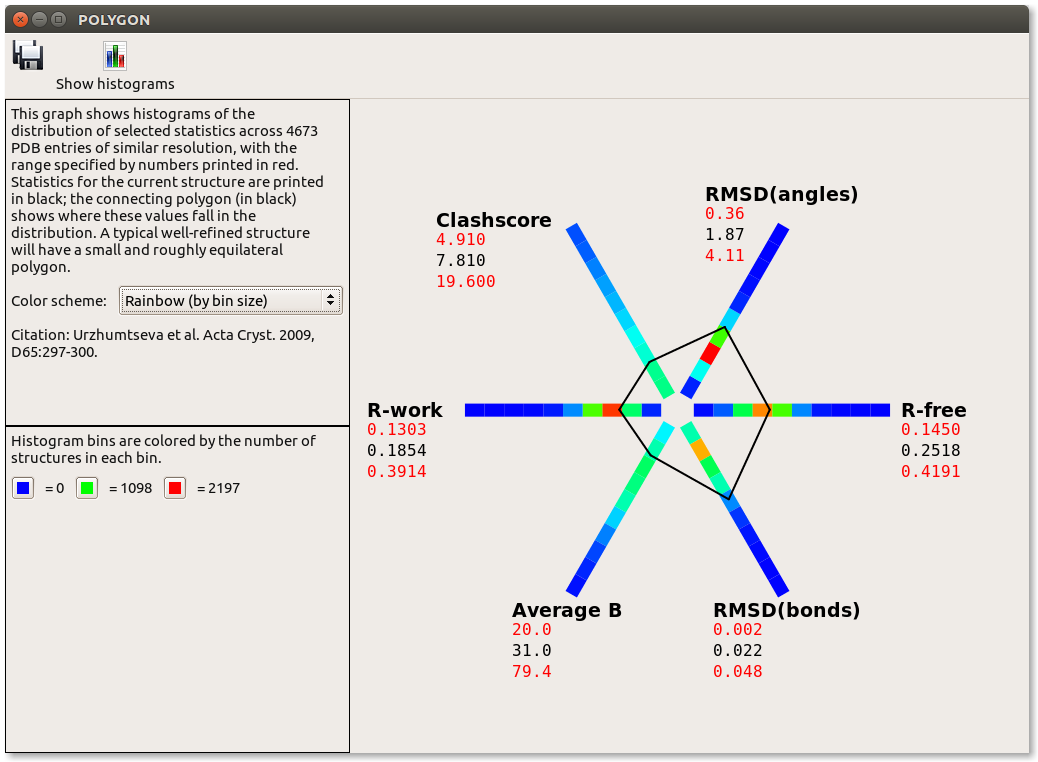 POLYGON
Show histograms
This graph shows histograms of the
distribution of selected statistics across 4673
PDB entries of similar resolution, with the
range specified by numbers printed in red.
Statistics for the current structure are printed
in black; the connecting polygon (in black)
shows where these values fall in the
distribution. A typical well-refined structure
will have a small and roughly equilateral
polygon.
Color scheme: Rainbow (by bin size)
Citation: Urzhumtseva et al. Acta Cryst. 2009,
D65:297-300.
Histogram bins are colored by the number of
structures in each bin.
= 0 = 1098 = 2197
Clashscore
4.910
7.810
19.600
RMSD(angles)
0.36
1.87
4.11
R-work
0.1303
0.1854
0.3914
R-free
0.1450
0.2518
0.4191
Average B
20.0
31.0
79.4
RMSD(bonds)
0.002
0.022
0.048